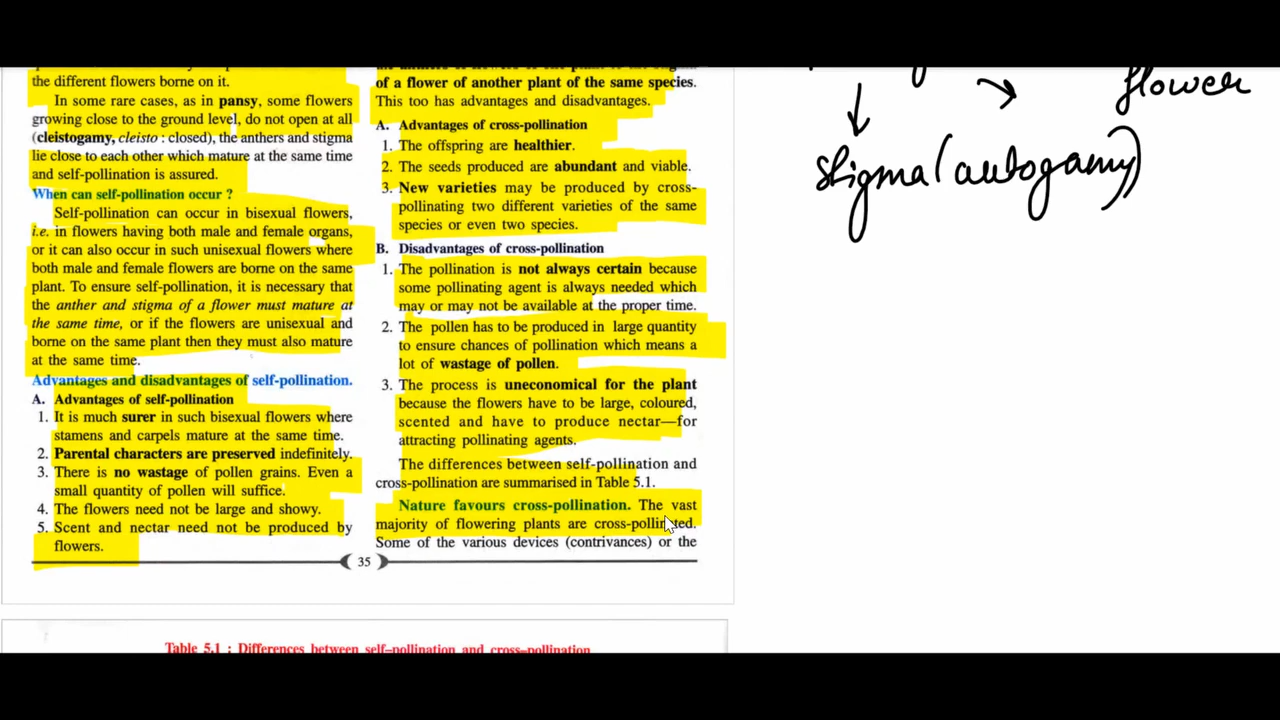 the different flowers borne on it.
In some rare cases, as in pansy, some flowers
growing close to the ground level, do not open at all
(cleistogamy, cleisto : closed), the anthers and stigma
lie close to each other which mature at the same time
and self-pollination is assured.
When can self-pollination occur ?
Self-pollination can occur in bisexual flowers,
i.e. in flowers having both male and female organs,
or it can also occur in such unisexual flowers where
both male and female flowers are borne on the same
plant. To ensure self-pollination, it is necessary that
the anther and stigma of a flower must mature at
the same time, or if the flowers are unisexual and
borne on the same plant then they must also mature
at the same time.
Advantages and disadvantages of self-pollination.
A. Advantages of self-pollination
1. It is much surer in such bisexual flowers where
stamens and carpels mature at the same time.
2. Parental characters are preserved indefinitely.
3. There is no wastage of pollen grains. Even a
small quantity of pollen will suffice.
4. The flowers need not be large and showy.
5. Scent and nectar need not be produced by
flowers.
of a flower of another plant of the same species.
This too has advantages and disadvantages.
A. Advantages of cross-pollination
1. The offspring are healthier.
2. The seeds produced are abundant and viable.
3. New varieties may be produced by cross-
pollinating two different varieties of the same
species or even two species.
B. Disadvantages of cross-pollination
1. The pollination is not always certain because
some pollinating agent is always needed which
may or may not be available at the proper time.
2. The pollen has to be produced in large quantity
to ensure chances of pollination which means a
lot of wastage of pollen.
3. The process is uneconomical for the plant
because the flowers have to be large, coloured,
scented and have to produce nectar—for
attracting pollinating agents.
The differences between self-pollination and
cross-pollination are summarised in Table 5.1.
Nature favours cross-pollination. The vast
majority of flowering plants are cross-pollinated.
Some of the various devices (contrivances) or the
35
Table 5.1 : Differences between self-pollination and cross-pollination
flower
stigma (autogamy)